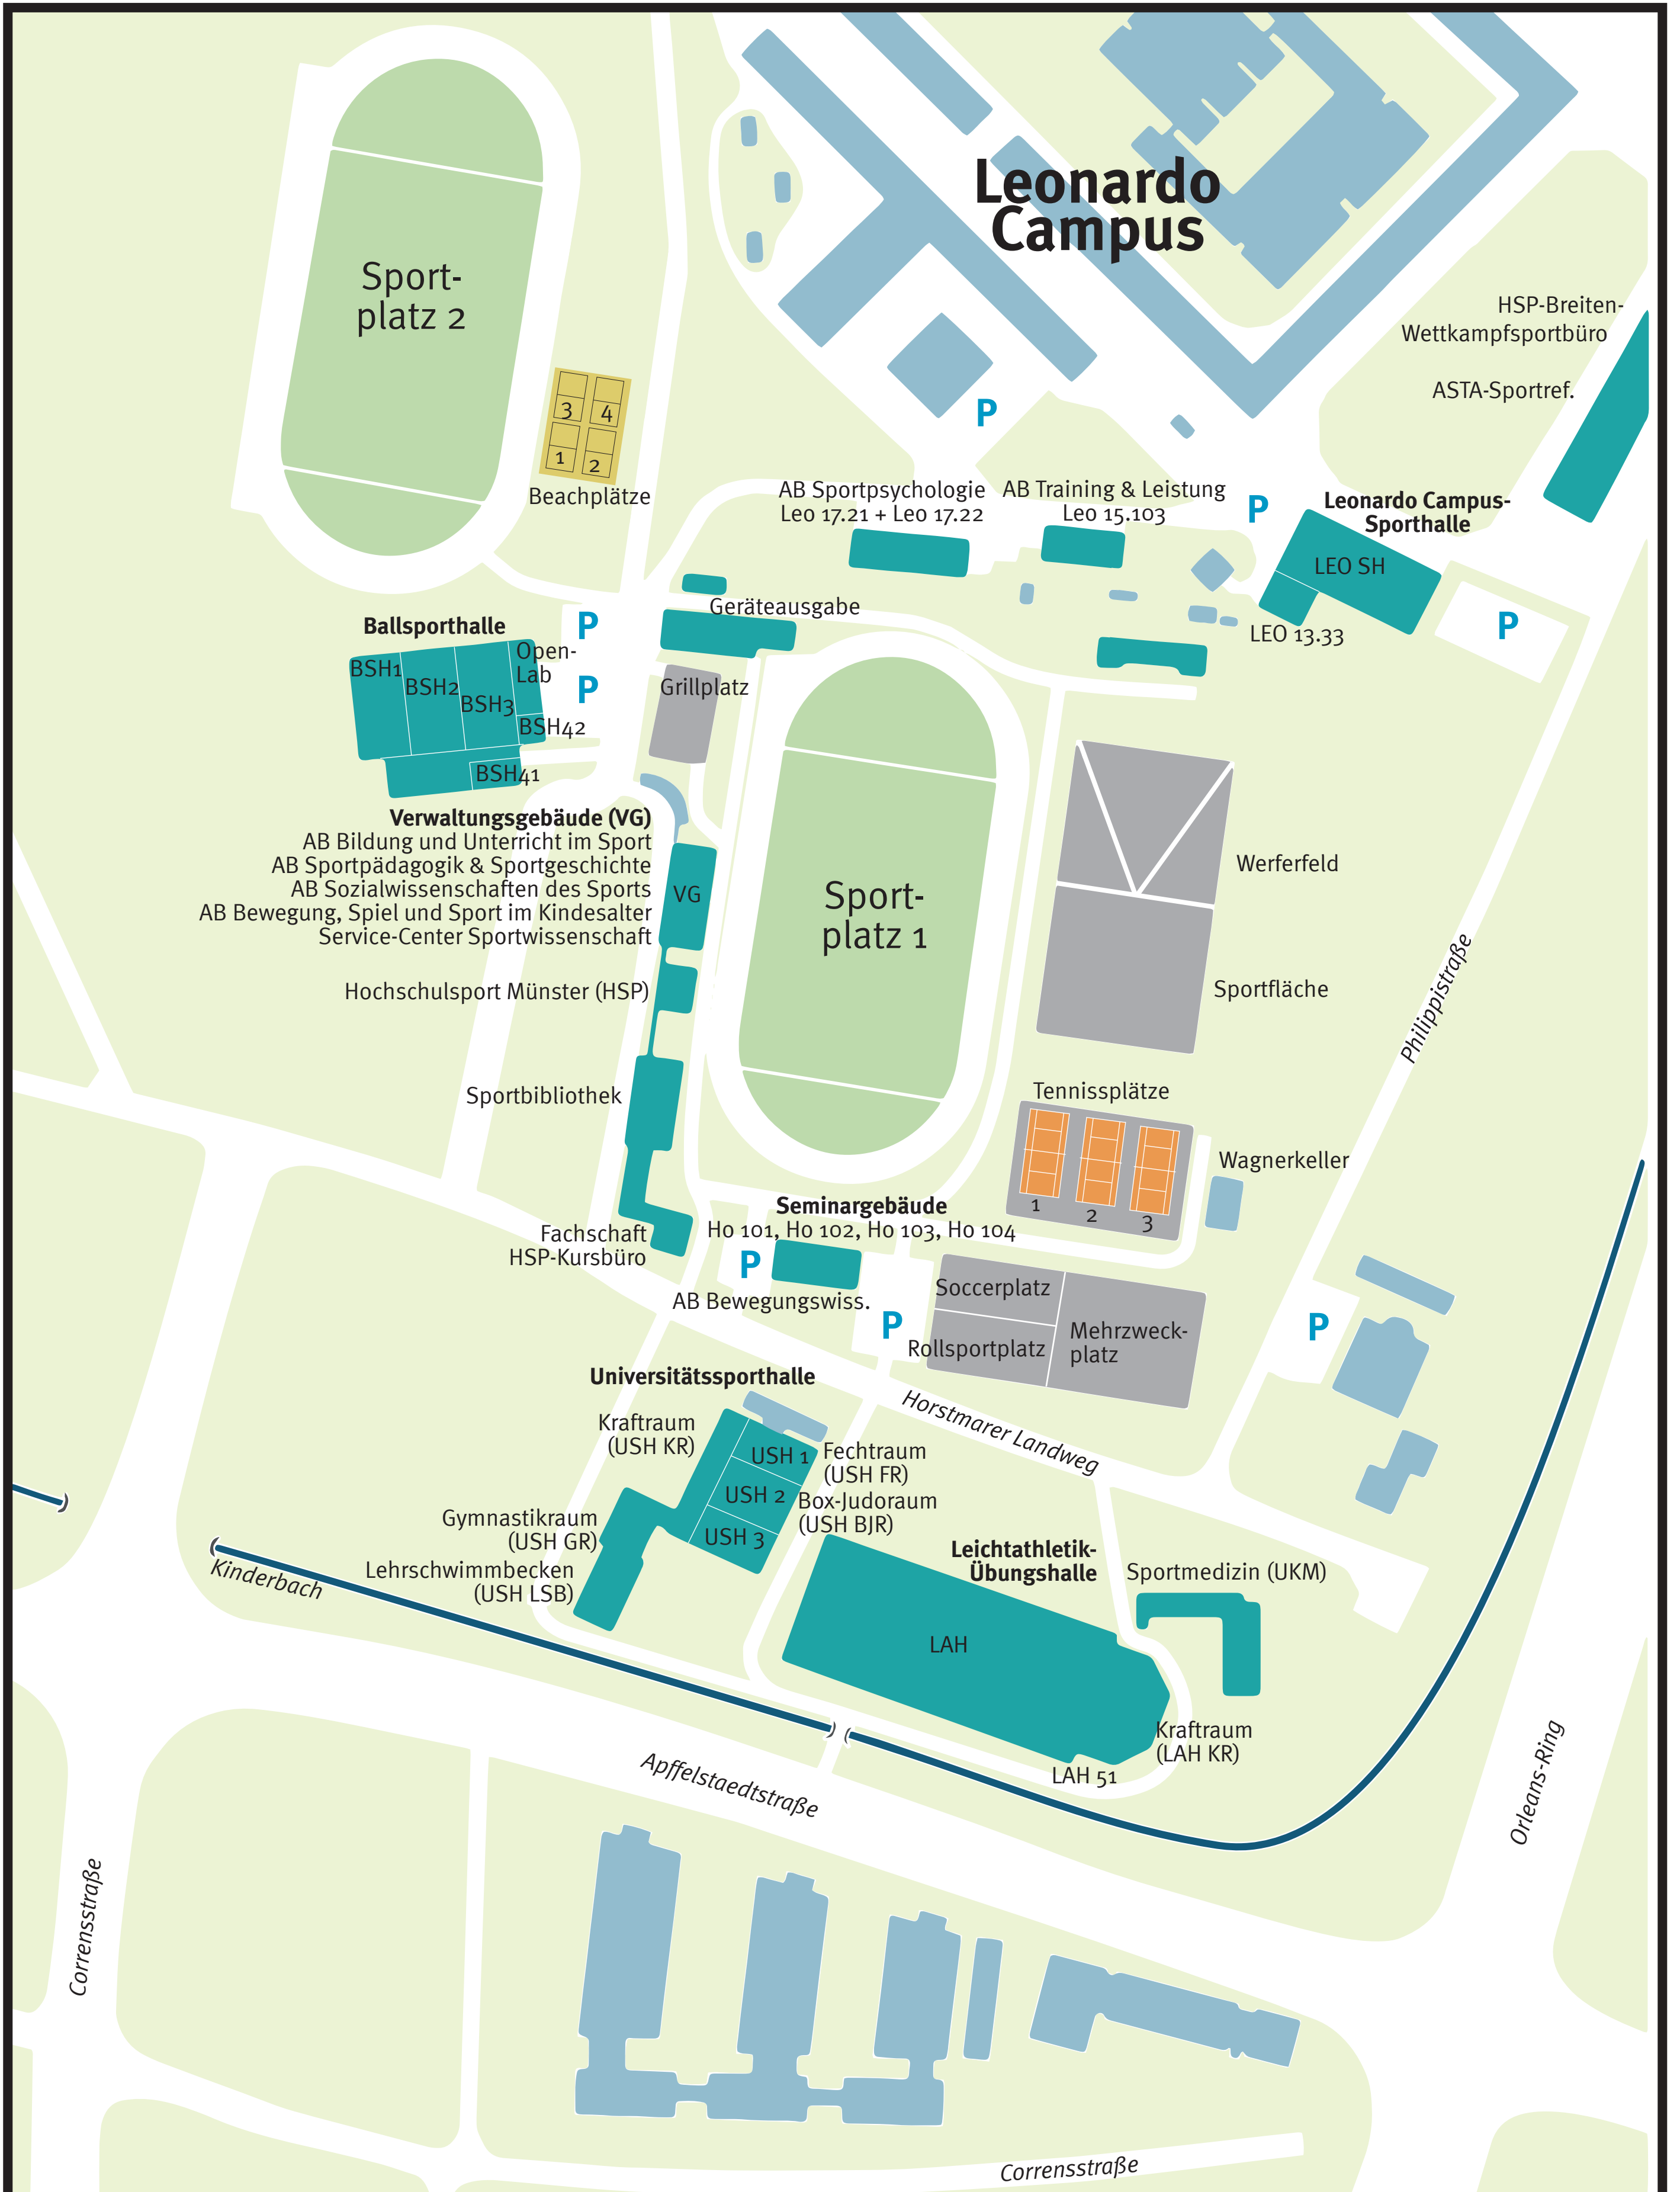 Leonardo
Campus
Sport-
platz 2
HSP-Breiten-
Wettkampfsportbüro
ASTA-Sportref.
3
4
1
2
Beachplätze
P
AB Sportpsychologie
Leo 17.21 + Leo 17.22
AB Training & Leistung
Leo 15.103
P
Leonardo Campus-
Sporthalle
LEO SH
LEO 13.33
P
Geräteausgabe
Ballsporthalle
P
BSH1
BSH2
BSH3
Open-
Lab
P
BSH42
BSH41
Grillplatz
Verwaltungsgebäude (VG)
AB Bildung und Unterricht im Sport
AB Sportpädagogik & Sportgeschichte
AB Sozialwissenschaften des Sports
AB Bewegung, Spiel und Sport im Kindesalter
Service-Center Sportwissenschaft
VG
Sport-
platz 1
Werferfeld
Hochschulsport Münster (HSP)
Sportfläche
Philippistraße
Sportbibliothek
Tennissplätze
1
2
3
Wagnerkeller
Fachschaft
HSP-Kursbüro
Seminargebäude
Ho 101, Ho 102, Ho 103, Ho 104
P
AB Bewegungswiss.
P
Soccerplatz
Rollsportplatz
Mehrzweck-
platz
P
Universitätssporthalle
Horstmarer Landweg
Kraftraum
(USH KR)
USH 1
USH 2
USH 3
Fechtraum
(USH FR)
Box-Judoraum
(USH BJR)
Gymnastikraum
(USH GR)
Lehrschwimmbecken
(USH LSB)
Kinderbach
Leichtathletik-
Übungshalle
Sportmedizin (UKM)
LAH
Kraftraum
(LAH KR)
LAH 51
Apffelstaedtstraße
Orleans-Ring
Corrensstraße
Corrensstraße